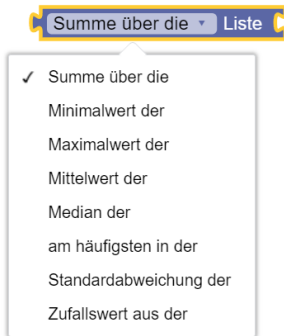 Summe über die Liste
Summe über die
Minimalwert der
Maximalwert der
Mittelwert der
Median der
am häufigsten in der
Standardabweichung der
Zufallswert aus der